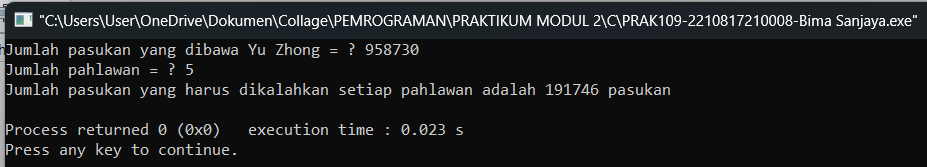 "C:\Users\User\OneDrive\Dokumen\Collage\PEMROGRAMAN\PRAKTIKUM MODUL 2\C\PRAK109-2210817210008-Bima Sanjaya.exe"
Jumlah pasukan yang dibawa Yu Zhong = ? 958730
Jumlah pahlawan = ? 5
Jumlah pasukan yang harus dikalahkan setiap pahlawan adalah 191746 pasukan
Process returned 0 (0x0)   execution time : 0.023 s
Press any key to continue.